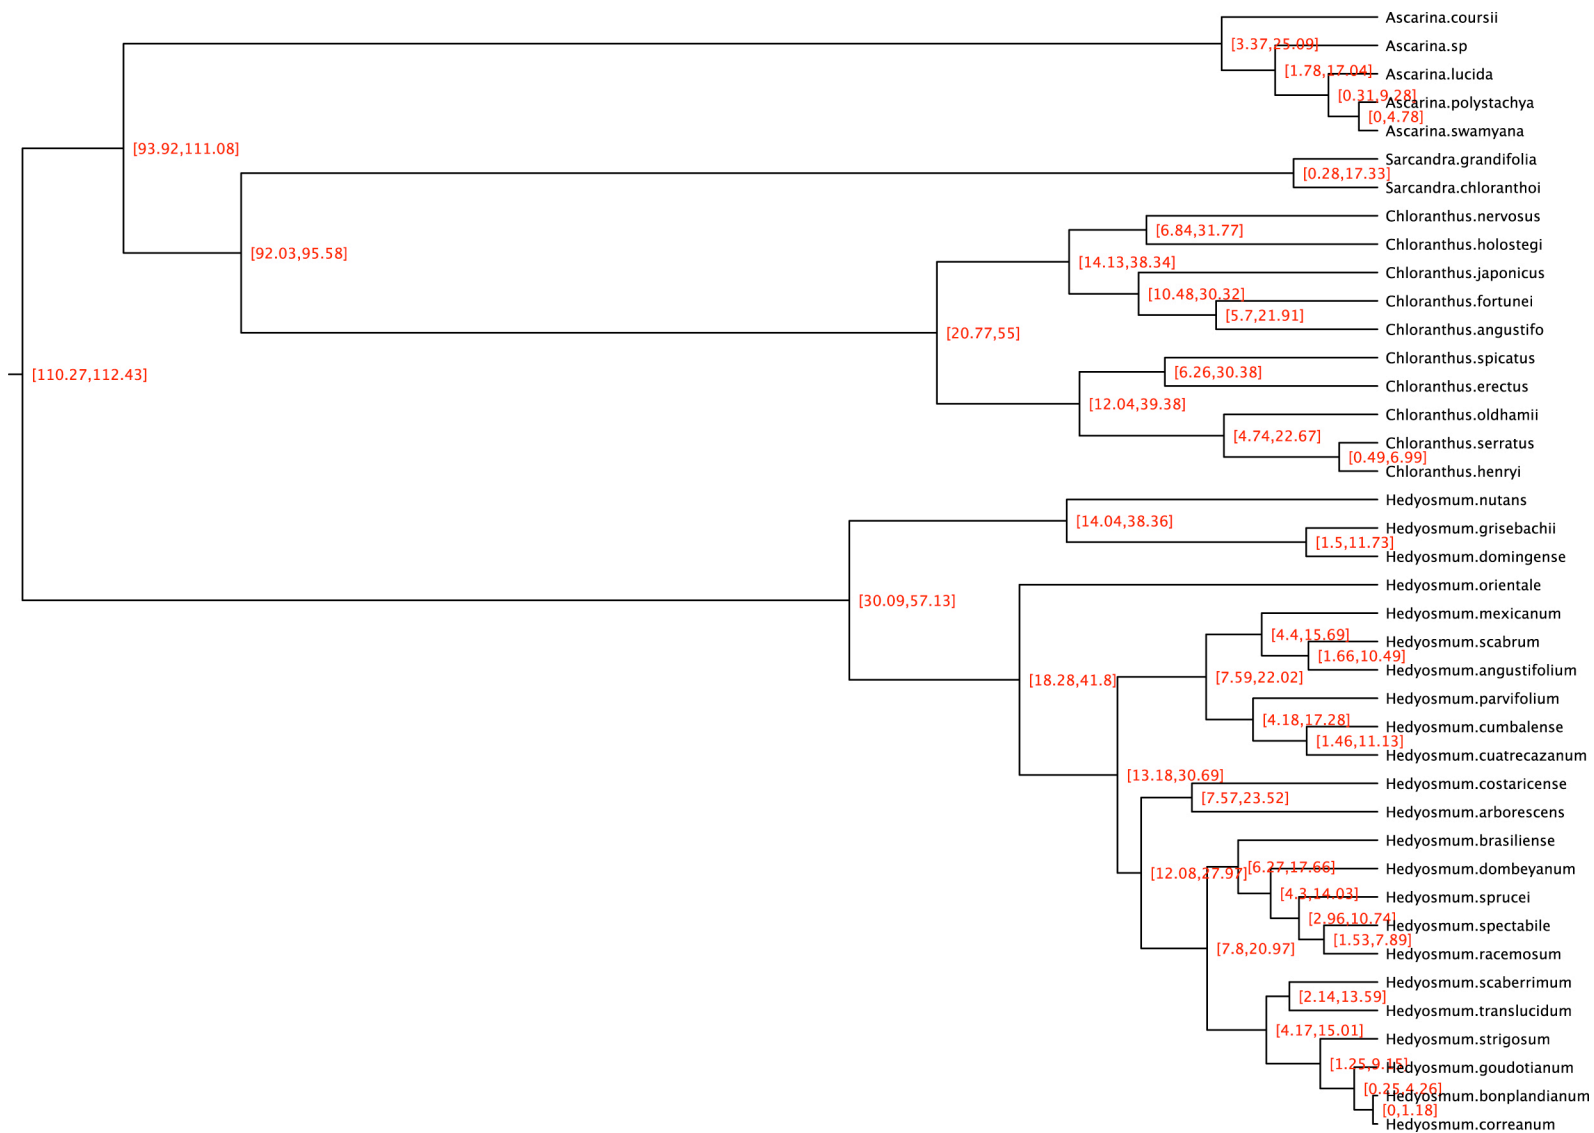 Ascarina.coursii
[3.37,25.09]
Ascarina.sp
[1.78,17.04]
Ascarina.lucida
[0.31,9.28]
Ascarina.polystachya
[0,4.78]
Ascarina.swamyana
[93.92,111.08]
Sarcandra.grandifolia
[0.28,17.33]
Sarcandra.chloranthoi
Chloranthus.nervosus
[6.84,31.77]
Chloranthus.holostegi
[92.03,95.58]
[14.13,38.34]
Chloranthus.japonicus
[10.48,30.32]
Chloranthus.fortunei
[5.7,21.91]
Chloranthus.angustifo
[20.77,55]
Chloranthus.spicatus
[6.26,30.38]
[110.27,112.43]
Chloranthus.erectus
[12.04,39.38]
Chloranthus.oldhamii
[4.74,22.67]
Chloranthus.serratus
[0.49,6.99]
Chloranthus.henryi
Hedyosmum.nutans
[14.04,38.36]
Hedyosmum.grisebachii
[1.5,11.73]
Hedyosmum.domingense
Hedyosmum.orientale
[30.09,57.13]
Hedyosmum.mexicanum
[4.4,15.69]
Hedyosmum.scabrum
[1.66,10.49]
Hedyosmum.angustifolium
[7.59,22.02]
[18.28,41.8]
Hedyosmum.parvifolium
[4.18,17.28]
Hedyosmum.cumbalense
[1.46,11.13]
Hedyosmum.cuatrecazanum
[13.18,30.69]
Hedyosmum.costaricense
[7.57,23.52]
Hedyosmum.arborescens
Hedyosmum.brasiliense
[6.27,17.66]
Hedyosmum.dombeyanum
[12.08,27.97]
[4.3,14.03]
Hedyosmum.sprucei
[2.96,10.74]
Hedyosmum.spectabile
[1.53,7.89]
[7.8,20.97]
Hedyosmum.racemosum
Hedyosmum.scaberrimum
[2.14,13.59]
Hedyosmum.translucidum
[4.17,15.01]
Hedyosmum.strigosum
[1.25,9.15]
Hedyosmum.goudotianum
[0.25,4.26]
Hedyosmum.bonplandianum
[0,1.18]
Hedyosmum.correanum